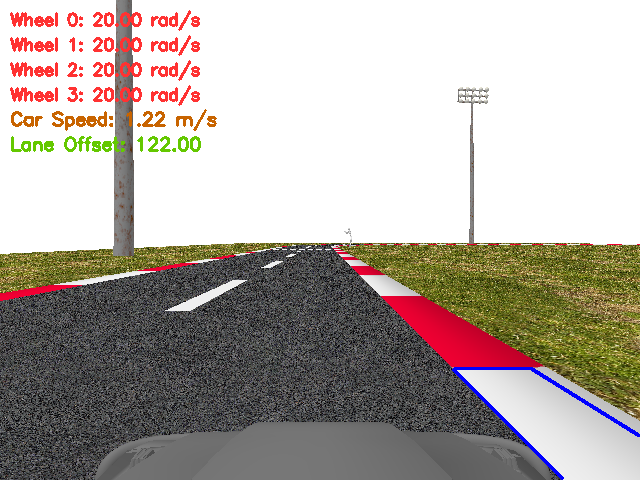 Wheel 0: 20.00 rad/s
Wheel 1: 20.00 rad/s
Wheel 2: 20.00 rad/s
Wheel 3: 20.00 rad/s
Car Speed: 1.22 m/s
Lane Offset: 122.00